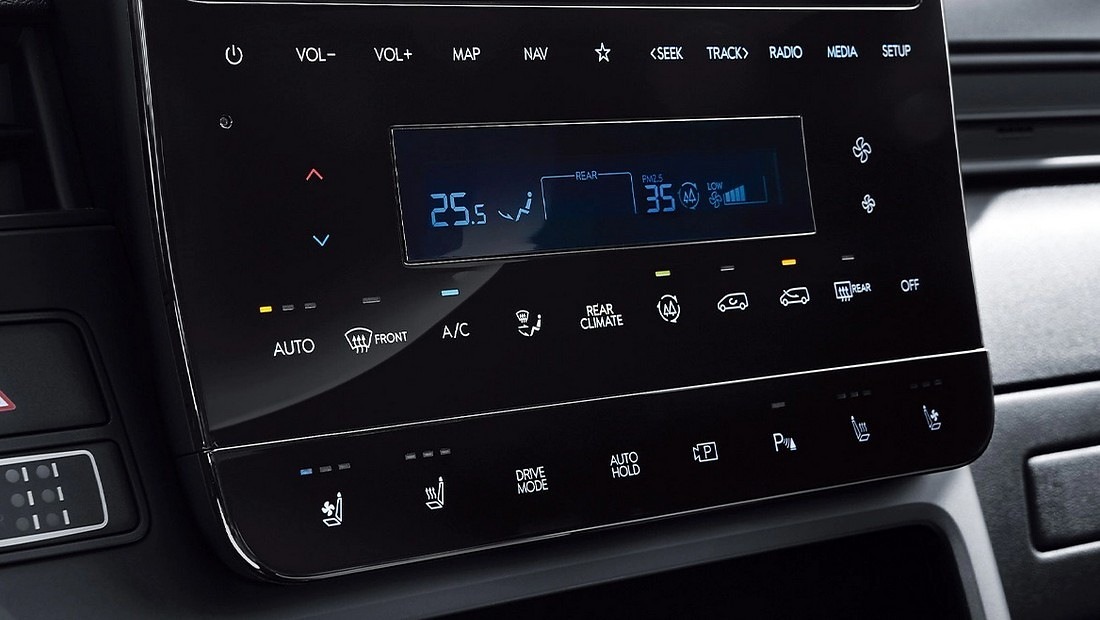 VOL− VOL+ MAP NAV <SEEK TRACK> RADIO MEDIA SETUP
REAR
PM2.5
LOW
25.5 35
AUTO FRONT A/C REAR CLIMATE REAR OFF
DRIVE MODE
AUTO HOLD
P
P